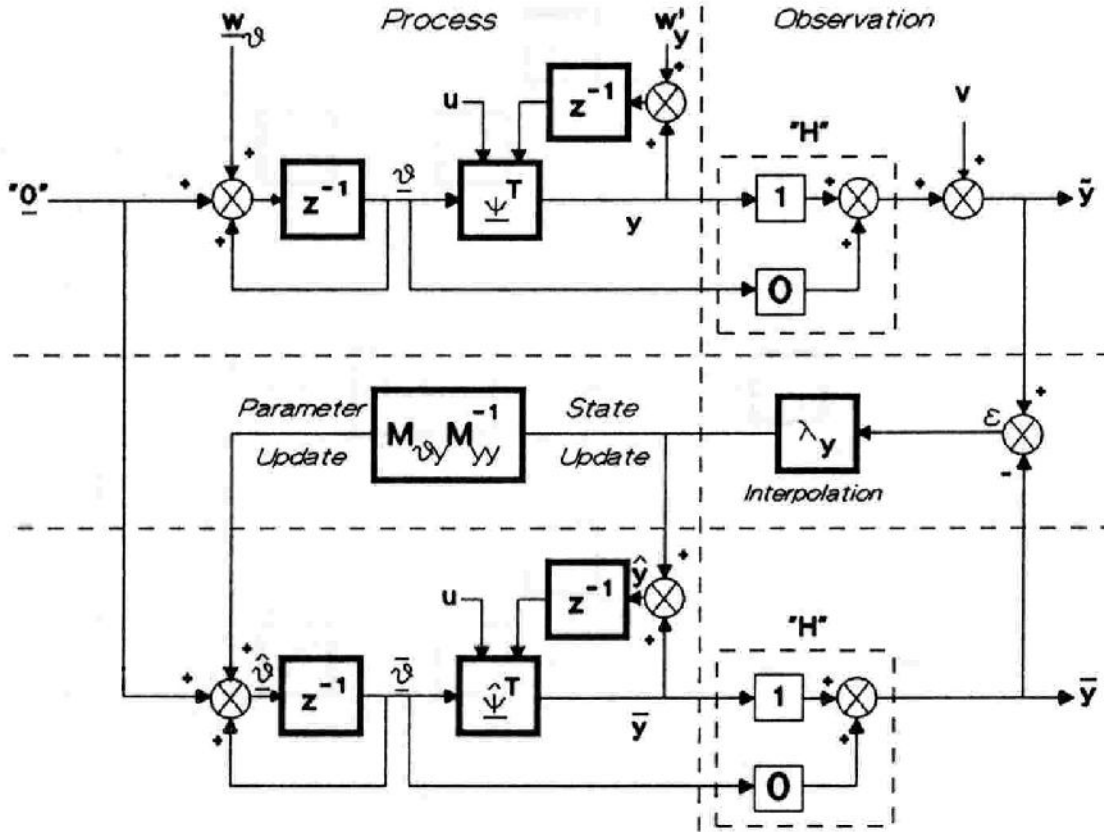 w_ϑ
Process
w'_y
Observation
u
z⁻¹
v
"H"
"0"
z⁻¹
ϑ
ψᵀ
y
1
ỹ
0
Parameter
Update
M_ϑy M_yy⁻¹
State
Update
λ_y
ε
Interpolation
u
z⁻¹
ŷ
"H"
ϑ̂
z⁻¹
ϑ̄
ψ̂ᵀ
ȳ
1
ȳ
0